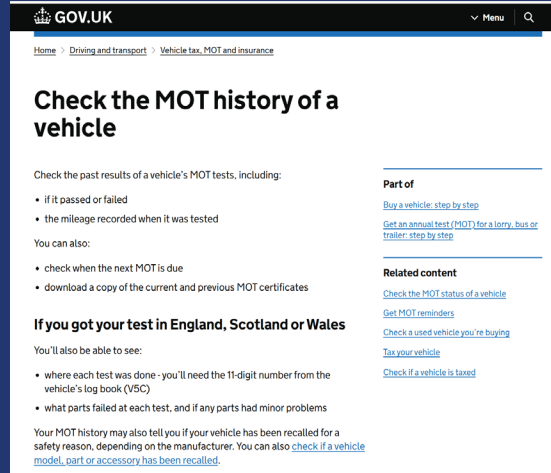 GOV.UK
Menu
Home > Driving and transport > Vehicle tax, MOT and insurance
Check the MOT history of a
vehicle
Check the past results of a vehicle's MOT tests, including:
• if it passed or failed
• the mileage recorded when it was tested
You can also:
• check when the next MOT is due
• download a copy of the current and previous MOT certificates
If you got your test in England, Scotland or Wales
You'll also be able to see:
• where each test was done - you'll need the 11-digit number from the
vehicle's log book (V5C)
• what parts failed at each test, and if any parts had minor problems
Your MOT history may also tell you if your vehicle has been recalled for a
safety reason, depending on the manufacturer. You can also check if a vehicle
model, part or accessory has been recalled.
Part of
Buy a vehicle: step by step
Get an annual test (MOT) for a lorry, bus or
trailer: step by step
Related content
Check the MOT status of a vehicle
Get MOT reminders
Check a used vehicle you're buying
Tax your vehicle
Check if a vehicle is taxed